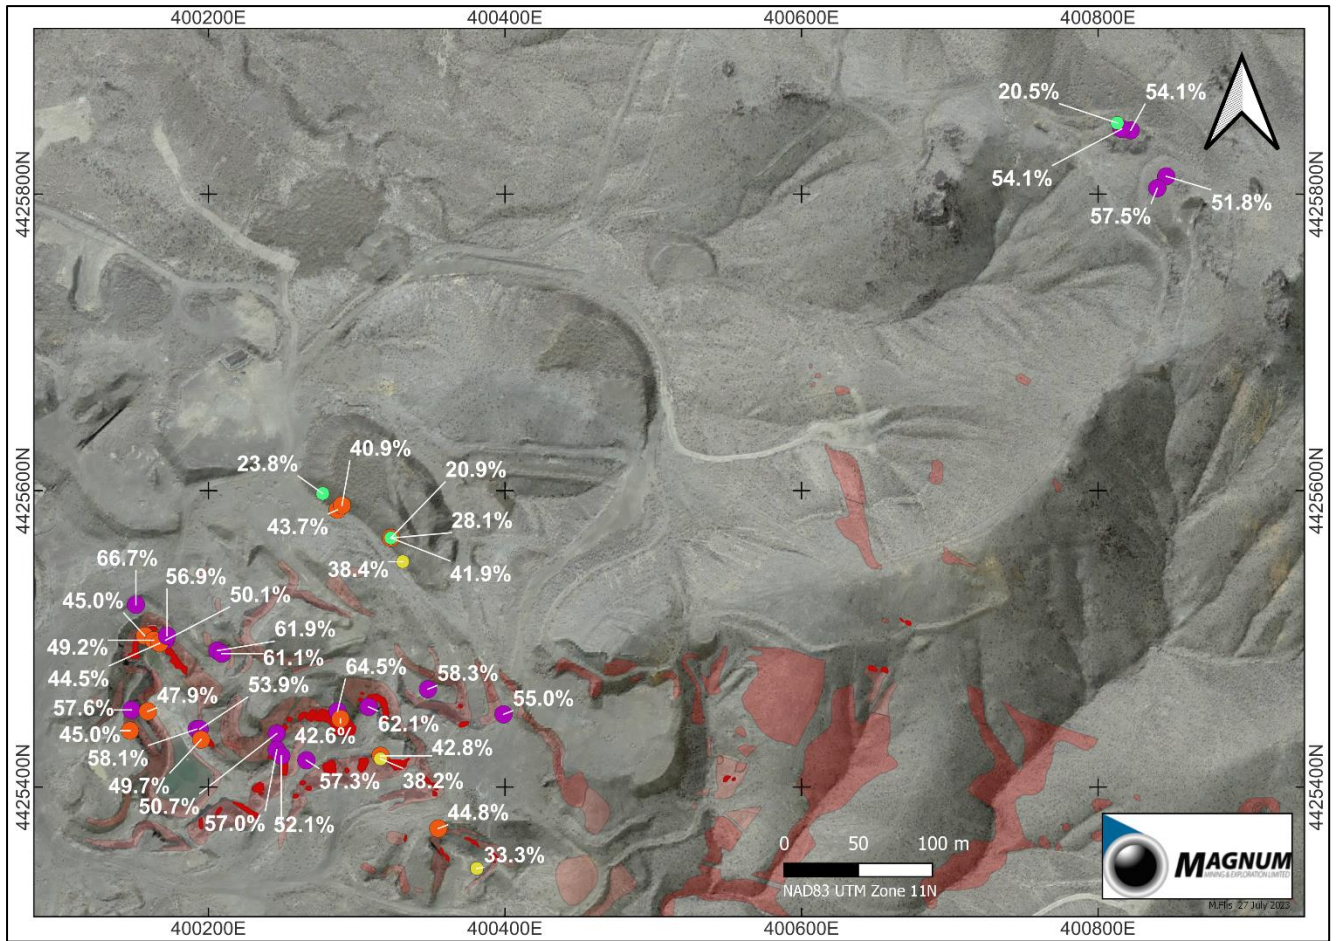 400200E
400400E
400600E
400800E
20.5%
54.1%
54.1%
4425800N
4425800N
57.5%
51.8%
40.9%
23.8%
20.9%
4425600N
4425600N
43.7%
28.1%
38.4%
41.9%
66.7%
56.9%
45.0%
50.1%
49.2%
61.9%
61.1%
44.5%
47.9%
53.9%
64.5%
58.3%
57.6%
55.0%
45.0%
62.1%
58.1%
42.6%
42.8%
49.7%
57.3%
38.2%
50.7%
4425400N
4425400N
57.0%
52.1%
44.8%
33.3%
0 50 100 m
NAD83 UTM Zone 11N
MAGNUM
MINING & EXPLORATION LIMITED
M.Flis 27 July 2023
400200E
400400E
400600E
400800E